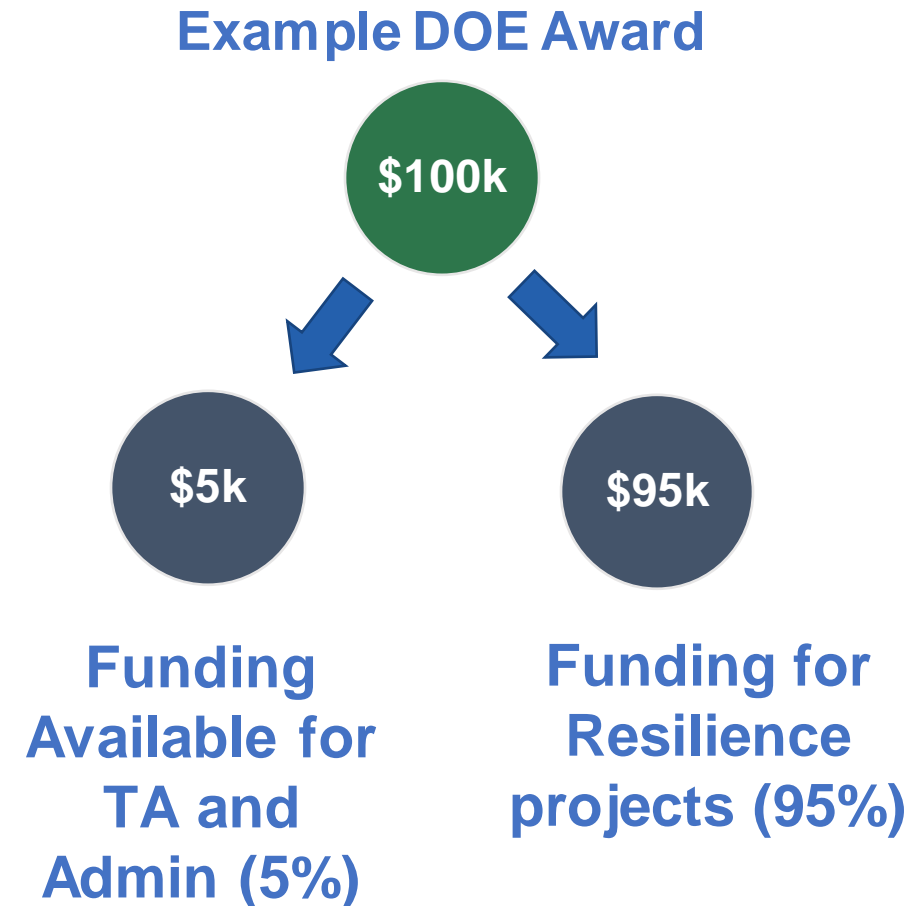 Example DOE Award
$100k
$5k
$95k
Funding
Available for
TA and
Admin (5%)
Funding for
Resilience
projects (95%)